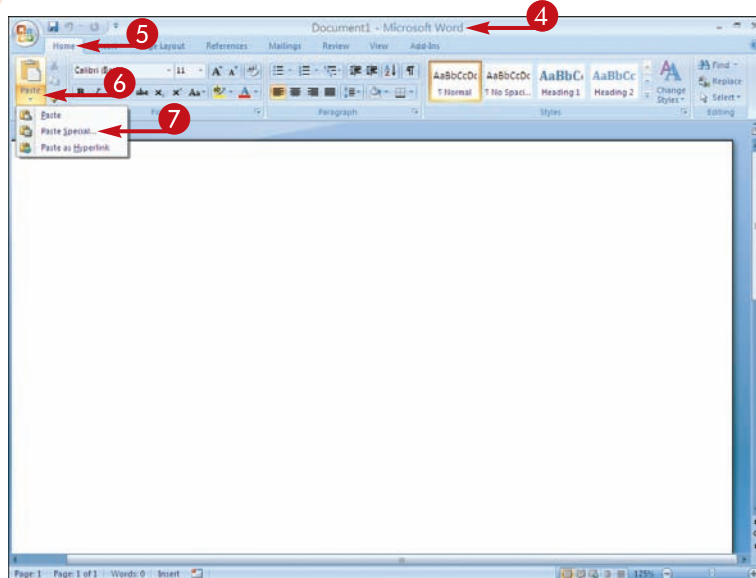 Document1 - Microsoft Word
4
5
Home Page Layout References Mailings Review View Add-Ins
6
Paste
Calibri 11
AaBbCcDc AaBbCcDc AaBbC AaBbCc
¶ Normal ¶ No Spaci... Heading 1 Heading 2
Change Styles
Find
Replace
Select
Paragraph Styles Editing
Paste
7
Paste Special...
Paste as Hyperlink
Page: 1 Page: 1 of 1 Words: 0 Insert 125%